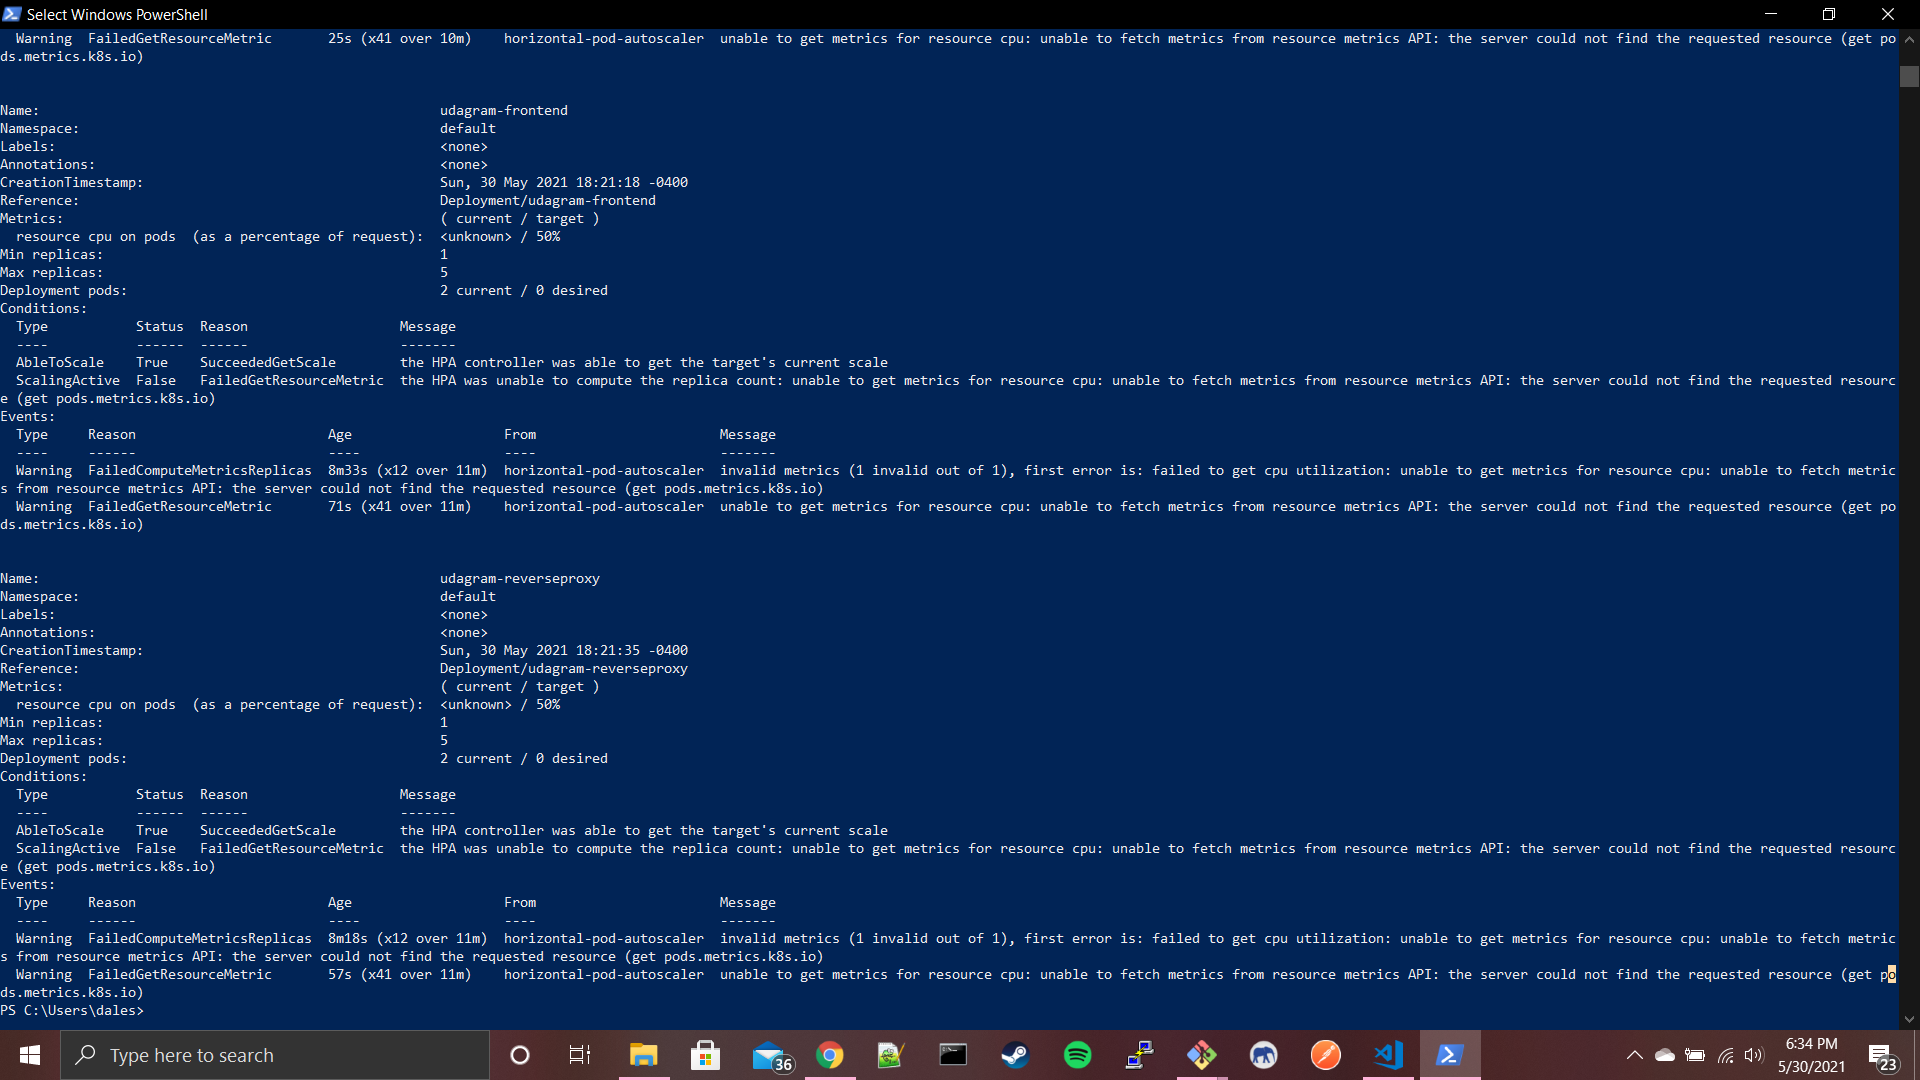 Select Windows PowerShell
  Warning  FailedGetResourceMetric       25s (x41 over 10m)    horizontal-pod-autoscaler  unable to get metrics for resource cpu: unable to fetch metrics from resource metrics API: the server could not find the requested resource (get po
ds.metrics.k8s.io)
Name:                                                  udagram-frontend
Namespace:                                             default
Labels:                                                <none>
Annotations:                                           <none>
CreationTimestamp:                                     Sun, 30 May 2021 18:21:18 -0400
Reference:                                             Deployment/udagram-frontend
Metrics:                                               ( current / target )
  resource cpu on pods  (as a percentage of request):  <unknown> / 50%
Min replicas:                                          1
Max replicas:                                          5
Deployment pods:                                       2 current / 0 desired
Conditions:
  Type           Status  Reason                   Message
  ----           ------  ------                   -------
  AbleToScale    True    SucceededGetScale        the HPA controller was able to get the target's current scale
  ScalingActive  False   FailedGetResourceMetric  the HPA was unable to compute the replica count: unable to get metrics for resource cpu: unable to fetch metrics from resource metrics API: the server could not find the requested resourc
e (get pods.metrics.k8s.io)
Events:
  Type     Reason                        Age                   From                       Message
  ----     ------                        ----                  ----                       -------
  Warning  FailedComputeMetricsReplicas  8m33s (x12 over 11m)  horizontal-pod-autoscaler  invalid metrics (1 invalid out of 1), first error is: failed to get cpu utilization: unable to get metrics for resource cpu: unable to fetch metric
s from resource metrics API: the server could not find the requested resource (get pods.metrics.k8s.io)
  Warning  FailedGetResourceMetric       71s (x41 over 11m)    horizontal-pod-autoscaler  unable to get metrics for resource cpu: unable to fetch metrics from resource metrics API: the server could not find the requested resource (get po
ds.metrics.k8s.io)
Name:                                                  udagram-reverseproxy
Namespace:                                             default
Labels:                                                <none>
Annotations:                                           <none>
CreationTimestamp:                                     Sun, 30 May 2021 18:21:35 -0400
Reference:                                             Deployment/udagram-reverseproxy
Metrics:                                               ( current / target )
  resource cpu on pods  (as a percentage of request):  <unknown> / 50%
Min replicas:                                          1
Max replicas:                                          5
Deployment pods:                                       2 current / 0 desired
Conditions:
  Type           Status  Reason                   Message
  ----           ------  ------                   -------
  AbleToScale    True    SucceededGetScale        the HPA controller was able to get the target's current scale
  ScalingActive  False   FailedGetResourceMetric  the HPA was unable to compute the replica count: unable to get metrics for resource cpu: unable to fetch metrics from resource metrics API: the server could not find the requested resourc
e (get pods.metrics.k8s.io)
Events:
  Type     Reason                        Age                   From                       Message
  ----     ------                        ----                  ----                       -------
  Warning  FailedComputeMetricsReplicas  8m18s (x12 over 11m)  horizontal-pod-autoscaler  invalid metrics (1 invalid out of 1), first error is: failed to get cpu utilization: unable to get metrics for resource cpu: unable to fetch metric
s from resource metrics API: the server could not find the requested resource (get pods.metrics.k8s.io)
  Warning  FailedGetResourceMetric       57s (x41 over 11m)    horizontal-pod-autoscaler  unable to get metrics for resource cpu: unable to fetch metrics from resource metrics API: the server could not find the requested resource (get po
ds.metrics.k8s.io)
PS C:\Users\dales>
Type here to search
36
6:34 PM
5/30/2021
23